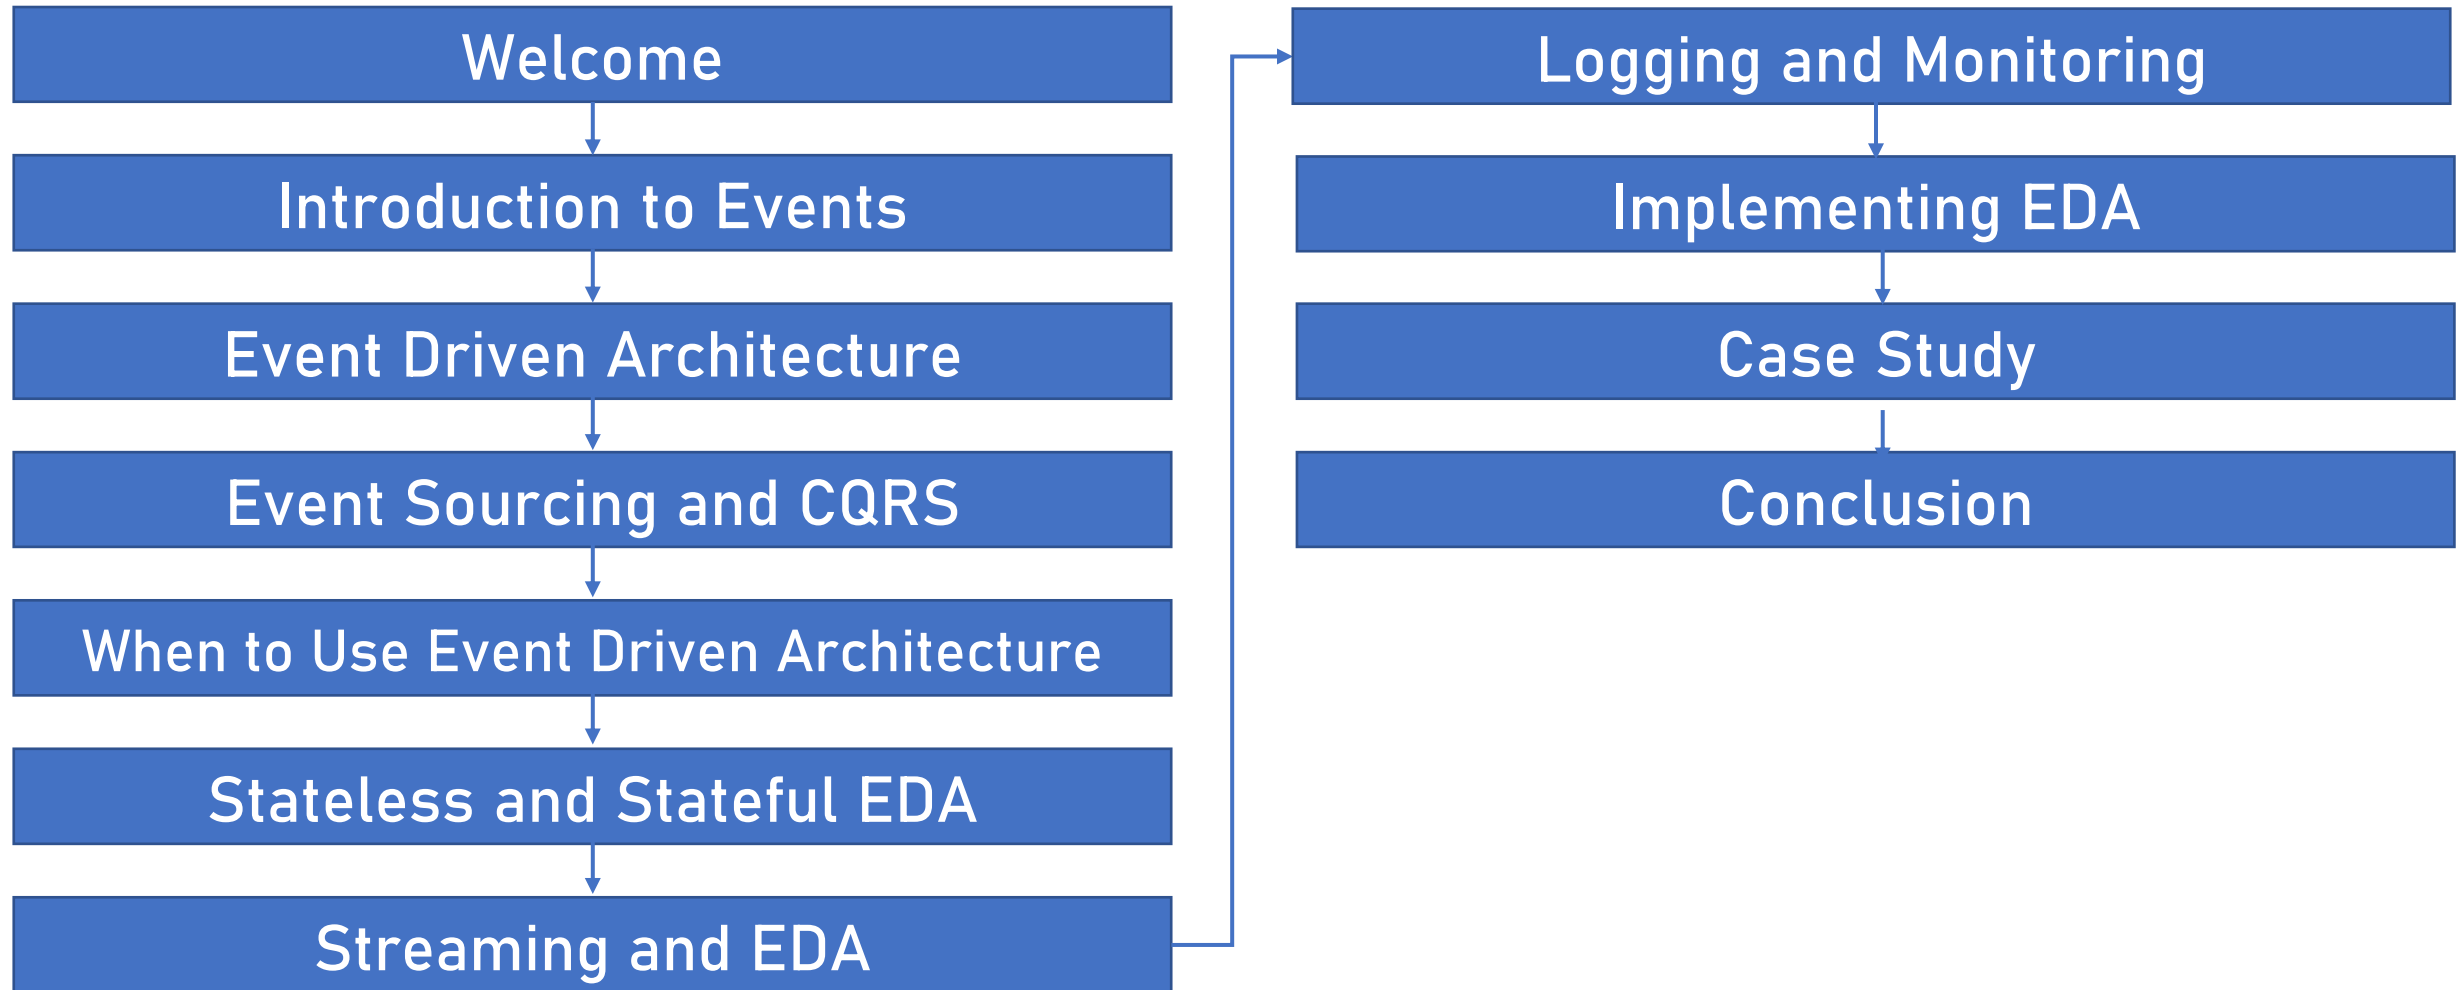 Welcome
Introduction to Events
Event Driven Architecture
Event Sourcing and CQRS
When to Use Event Driven Architecture
Stateless and Stateful EDA
Streaming and EDA
Logging and Monitoring
Implementing EDA
Case Study
Conclusion